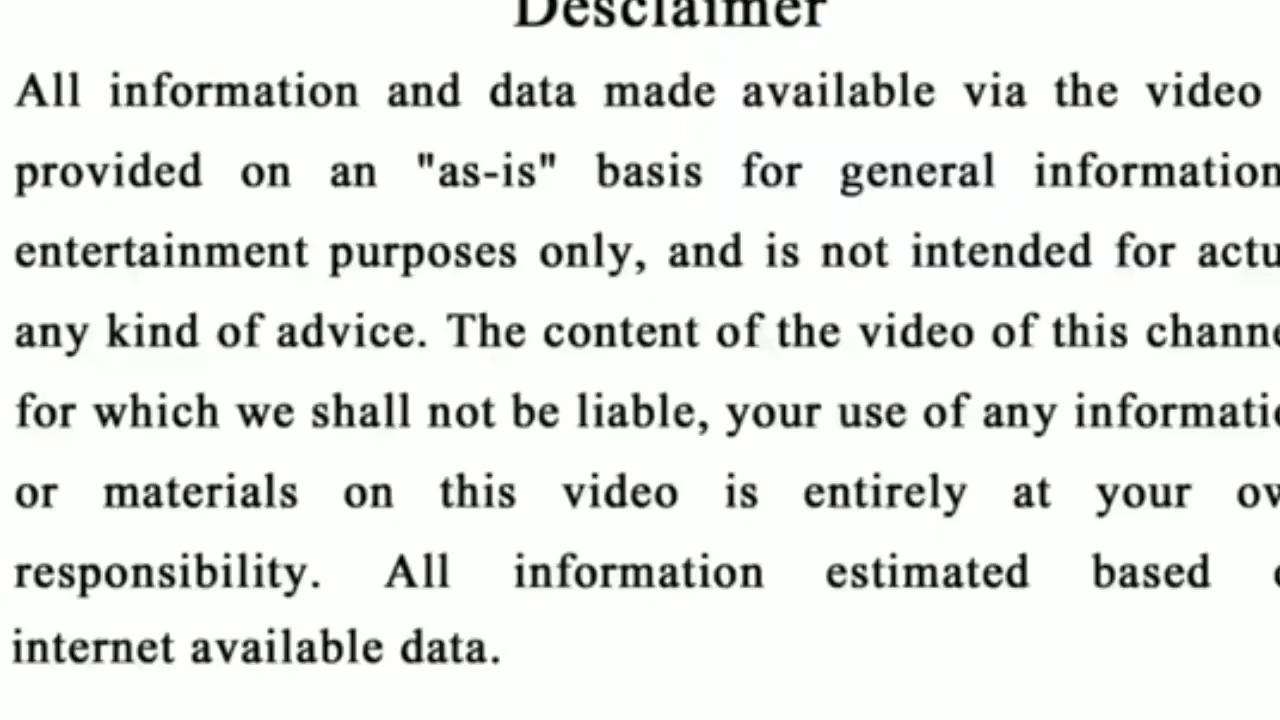 Desclaimer
All information and data made available via the video
provided on an "as-is" basis for general information
entertainment purposes only, and is not intended for
any kind of advice. The content of the video of this
for which we shall not be liable, your use of any
or materials on this video is entirely at your
responsibility. All information estimated based
internet available data.